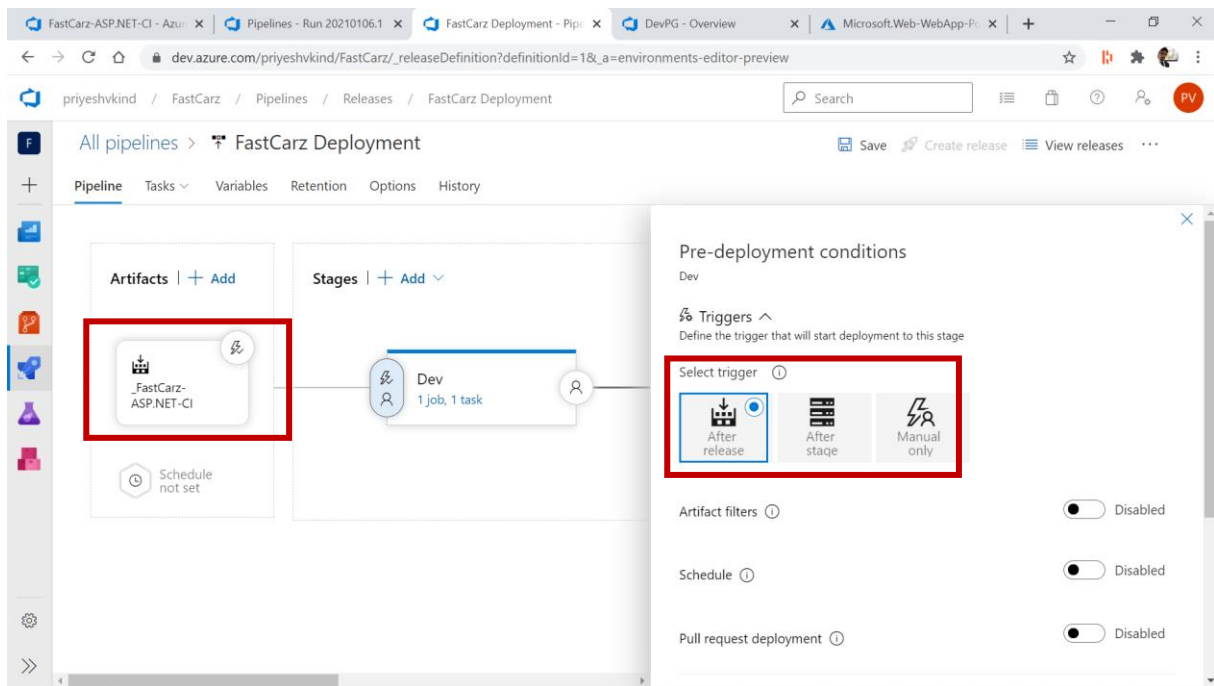 FastCarz-ASP.NET-CI - Azur
Pipelines - Run 20210106.1
FastCarz Deployment - Pipe
DevPG - Overview
Microsoft.Web-WebApp-Po
dev.azure.com/priyeshvkind/FastCarz/_releaseDefinition?definitionId=1&_a=environments-editor-preview
priyeshvkind / FastCarz / Pipelines / Releases / FastCarz Deployment
Search
PV
F
All pipelines > FastCarz Deployment
Save Create release View releases ...
Pipeline Tasks Variables Retention Options History
Artifacts | + Add
Stages | + Add
_FastCarz-
ASP.NET-CI
Schedule
not set
Dev
1 job, 1 task
Pre-deployment conditions
Dev
Triggers
Define the trigger that will start deployment to this stage
Select trigger
After
release
After
stage
Manual
only
Artifact filters
Disabled
Schedule
Disabled
Pull request deployment
Disabled